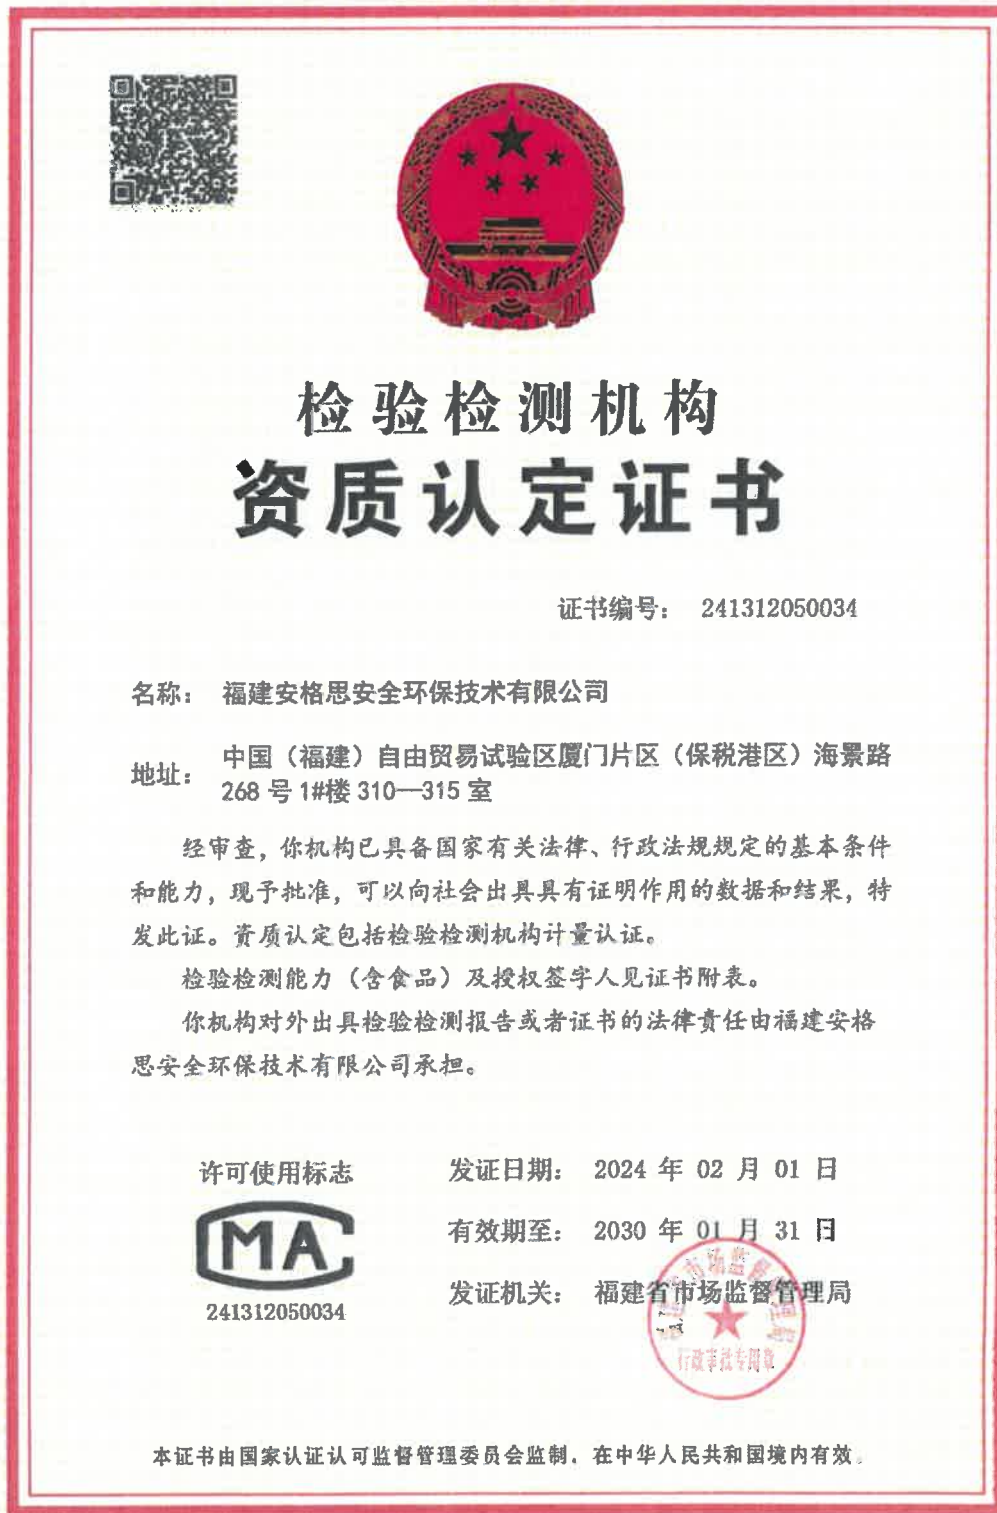 检验检测机构
资质认定证书
证书编号： 241312050034
名称： 福建安格思安全环保技术有限公司
地址： 中国（福建）自由贸易试验区厦门片区（保税港区）海景路
268 号 1#楼 310—315 室
经审查，你机构已具备国家有关法律、行政法规规定的基本条件
和能力，现予批准，可以向社会出具具有证明作用的数据和结果，特
发此证。资质认定包括检验检测机构计量认证。
检验检测能力（含食品）及授权签字人见证书附表。
你机构对外出具检验检测报告或者证书的法律责任由福建安格
思安全环保技术有限公司承担。
许可使用标志
MA
241312050034
发证日期： 2024 年 02 月 01 日
有效期至： 2030 年 01 月 31 日
发证机关： 福建省市场监督管理局
福建省市场监督管理局
行政审批专用章
本证书由国家认证认可监督管理委员会监制，在中华人民共和国境内有效。